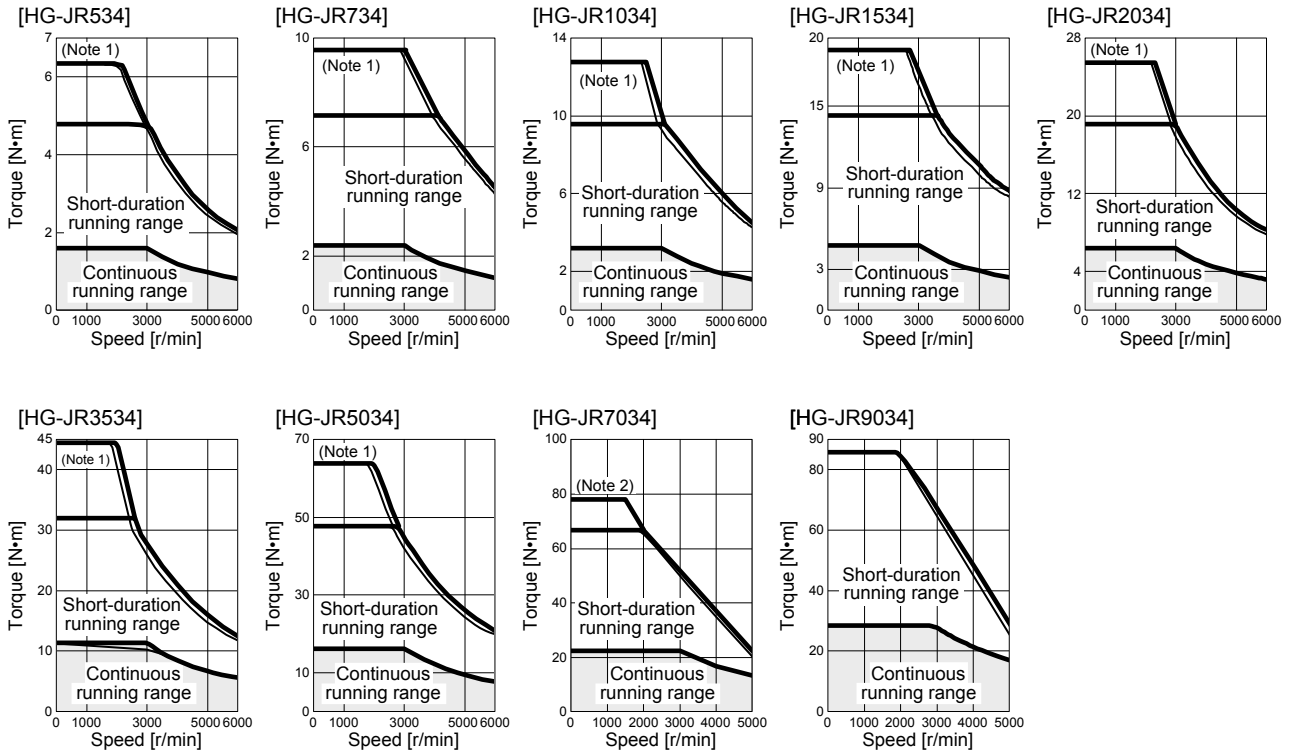 [HG-JR534]
7
6
4
2
0
Torque [N•m]
(Note 1)
Short-duration
running range
Continuous
running range
0 1000 3000 5000 6000
Speed [r/min]
[HG-JR734]
10
6
2
0
Torque [N•m]
(Note 1)
Short-duration
running range
Continuous
running range
0 1000 3000 5000 6000
Speed [r/min]
[HG-JR1034]
14
10
6
2
0
Torque [N•m]
(Note 1)
Short-duration
running range
Continuous
running range
0 1000 3000 5000 6000
Speed [r/min]
[HG-JR1534]
20
15
9
3
0
Torque [N•m]
(Note 1)
Short-duration
running range
Continuous
running range
0 1000 3000 5000 6000
Speed [r/min]
[HG-JR2034]
28
20
12
4
0
Torque [N•m]
(Note 1)
Short-duration
running range
Continuous
running range
0 1000 3000 5000 6000
Speed [r/min]
[HG-JR3534]
45
40
30
20
10
0
Torque [N•m]
(Note 1)
Short-duration
running range
Continuous
running range
0 1000 3000 5000 6000
Speed [r/min]
[HG-JR5034]
70
50
30
10
0
Torque [N•m]
(Note 1)
Short-duration
running range
Continuous
running range
0 1000 3000 5000 6000
Speed [r/min]
[HG-JR7034]
100
80
60
40
20
0
Torque [N•m]
(Note 2)
Short-duration
running range
Continuous
running range
0 1000 2000 3000 4000 5000
Speed [r/min]
[HG-JR9034]
90
80
60
40
20
0
Torque [N•m]
Short-duration
running range
Continuous
running range
0 1000 2000 3000 4000 5000
Speed [r/min]